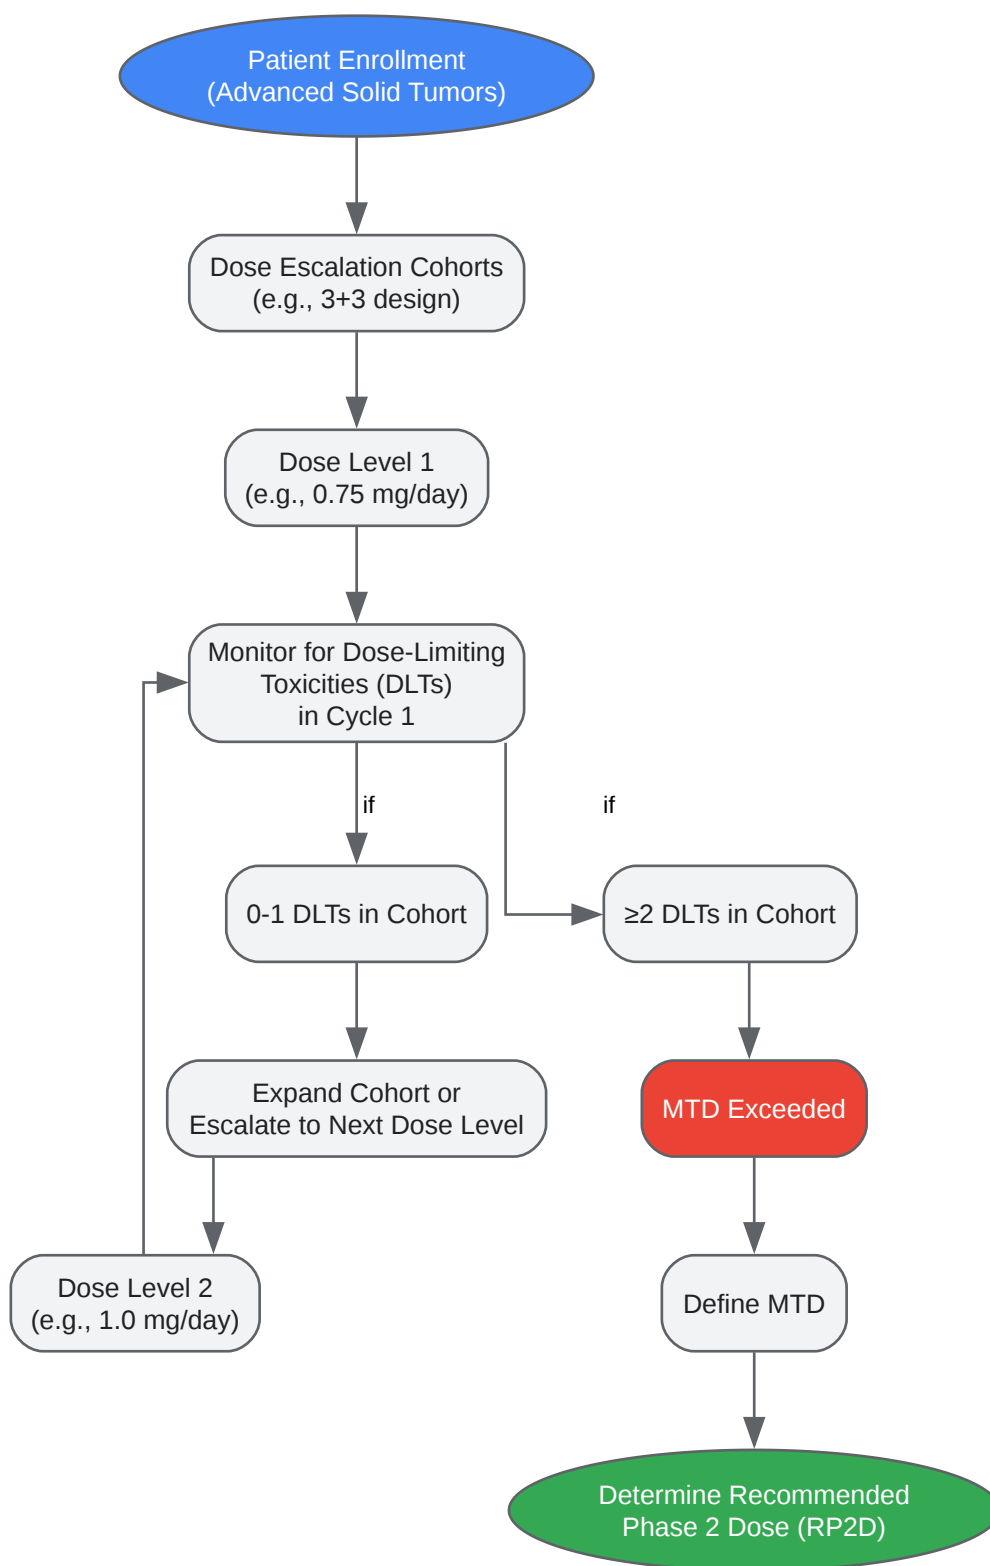 Patient Enrollment
(Advanced Solid Tumors)
Dose Escalation Cohorts
(e.g., 3+3 design)
Dose Level 1
(e.g., 0.75 mg/day)
Monitor for Dose-Limiting
Toxicities (DLTs)
in Cycle 1
if
if
0-1 DLTs in Cohort
≥2 DLTs in Cohort
Expand Cohort or
Escalate to Next Dose Level
MTD Exceeded
Dose Level 2
(e.g., 1.0 mg/day)
Define MTD
Determine Recommended
Phase 2 Dose (RP2D)